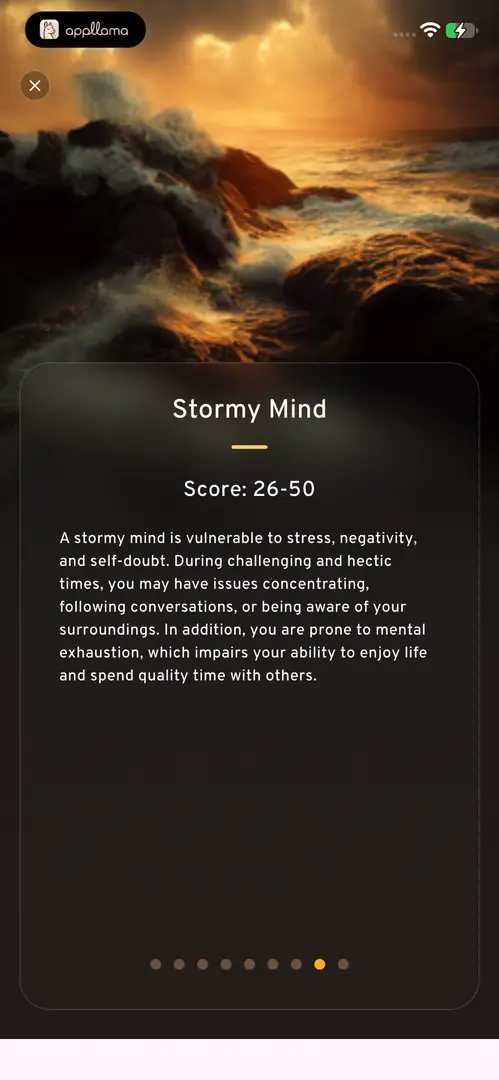 appllama
Stormy Mind
Score: 26-50
A stormy mind is vulnerable to stress, negativity,
and self-doubt. During challenging and hectic
times, you may have issues concentrating,
following conversations, or being aware of your
surroundings. In addition, you are prone to mental
exhaustion, which impairs your ability to enjoy life
and spend quality time with others.